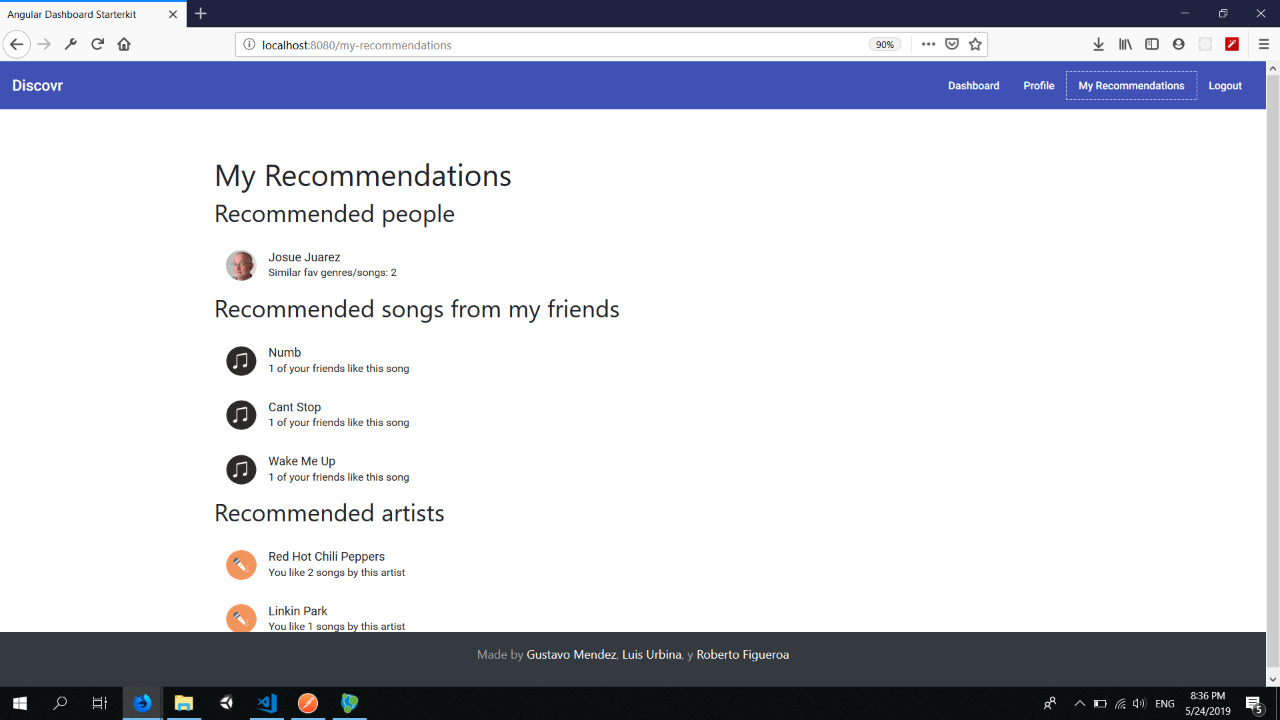 Angular Dashboard Starterkit
localhost:8080/my-recommendations
90%
Discovr
Dashboard
Profile
My Recommendations
Logout
My Recommendations
Recommended people
Josue Juarez
Similar fav genres/songs: 2
Recommended songs from my friends
Numb
1 of your friends like this song
Cant Stop
1 of your friends like this song
Wake Me Up
1 of your friends like this song
Recommended artists
Red Hot Chili Peppers
You like 2 songs by this artist
Linkin Park
You like 1 songs by this artist
Made by Gustavo Mendez, Luis Urbina, y Roberto Figueroa
ENG
8:36 PM
5/24/2019
5